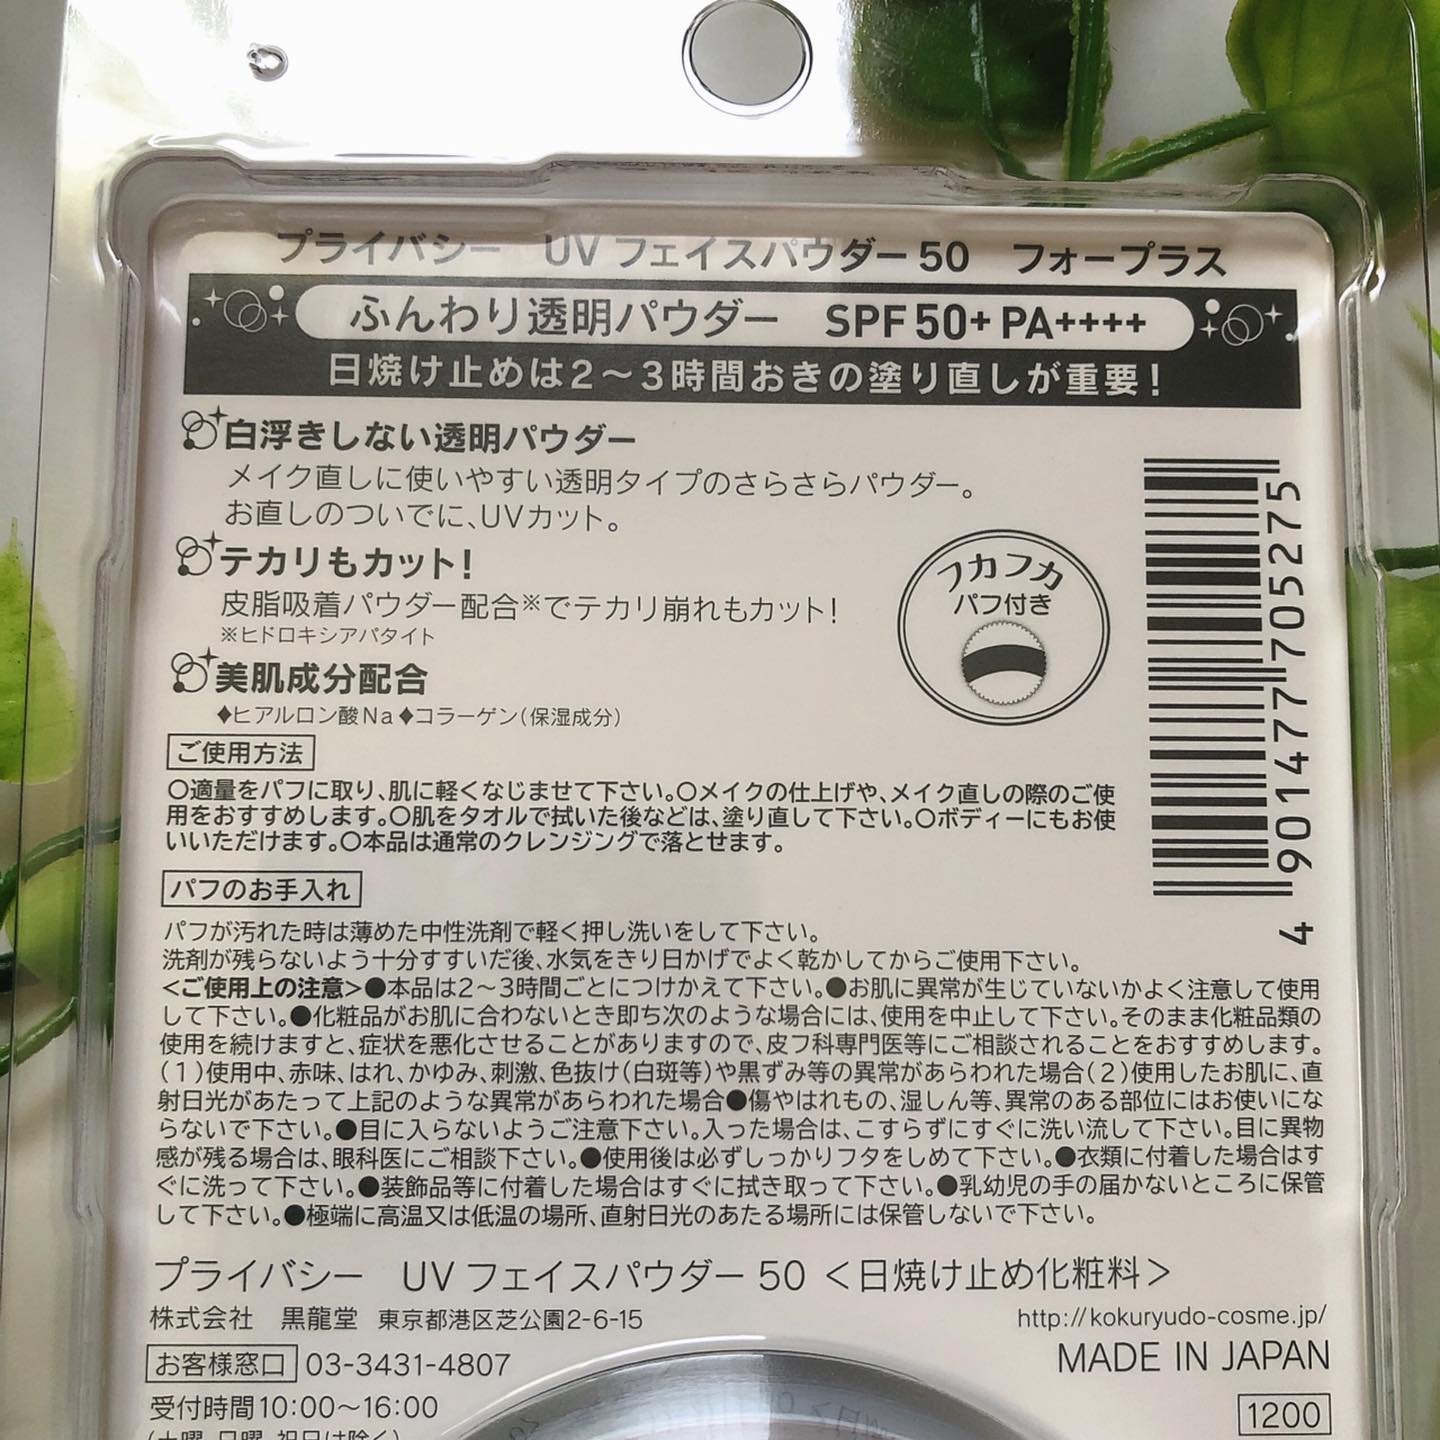 プライバシー UVフェイスパウダー50 フォープラス
ふんわり透明パウダー SPF50+ PA++++
日焼け止めは2〜3時間おきの塗り直しが重要！
白浮きしない透明パウダー
メイク直しに使いやすい透明タイプのさらさらパウダー。
お直しのついでに、UVカット。
テカリもカット！
皮脂吸着パウダー配合※でテカリ崩れもカット！
※ヒドロキシアパタイト
美肌成分配合
♦ヒアルロン酸Na♦コラーゲン(保湿成分)
フカフカ
パフ付き
4 901477 052759
ご使用方法
○適量をパフに取り、肌に軽くなじませて下さい。○メイクの仕上げや、メイク直しの際のご使
用をおすすめします。○肌をタオルで拭いた後などは、塗り直して下さい。○ボディーにもお使
いいただけます。○本品は通常のクレンジングで落とせます。
パフのお手入れ
パフが汚れた時は薄めた中性洗剤で軽く押し洗いをして下さい。
洗剤が残らないよう十分すすいだ後、水気をきり日かげでよく乾かしてからご使用下さい。
<ご使用上の注意>●本品は2〜3時間ごとにつけかえて下さい。●お肌に異常が生じていないかよく注意して使用
して下さい。●化粧品がお肌に合わないとき即ち次のような場合には、使用を中止して下さい。そのまま化粧品類の
使用を続けますと、症状を悪化させることがありますので、皮フ科専門医等にご相談されることをおすすめします。
(1)使用中、赤味、はれ、かゆみ、刺激、色抜け(白斑等)や黒ずみ等の異常があらわれた場合(2)使用したお肌に、直
射日光があたって上記のような異常があらわれた場合●傷やはれもの、湿しん等、異常のある部位にはお使いにな
らないで下さい。●目に入らないようご注意下さい。入った場合は、こすらずにすぐに洗い流して下さい。目に異物
感が残る場合は、眼科医にご相談下さい。●使用後は必ずしっかりフタをしめて下さい。●衣類に付着した場合はす
ぐに洗って下さい。●装飾品等に付着した場合はすぐに拭き取って下さい。●乳幼児の手の届かないところに保管
して下さい。●極端に高温又は低温の場所、直射日光のあたる場所には保管しないで下さい。
プライバシー UVフェイスパウダー50 <日焼け止め化粧料>
株式会社 黒龍堂 東京都港区芝公園2-6-15 http://kokuryudo-cosme.jp/
お客様窓口 03-3431-4807 MADE IN JAPAN
受付時間10:00〜16:00 1200
(土曜、日曜、祝日は除く)